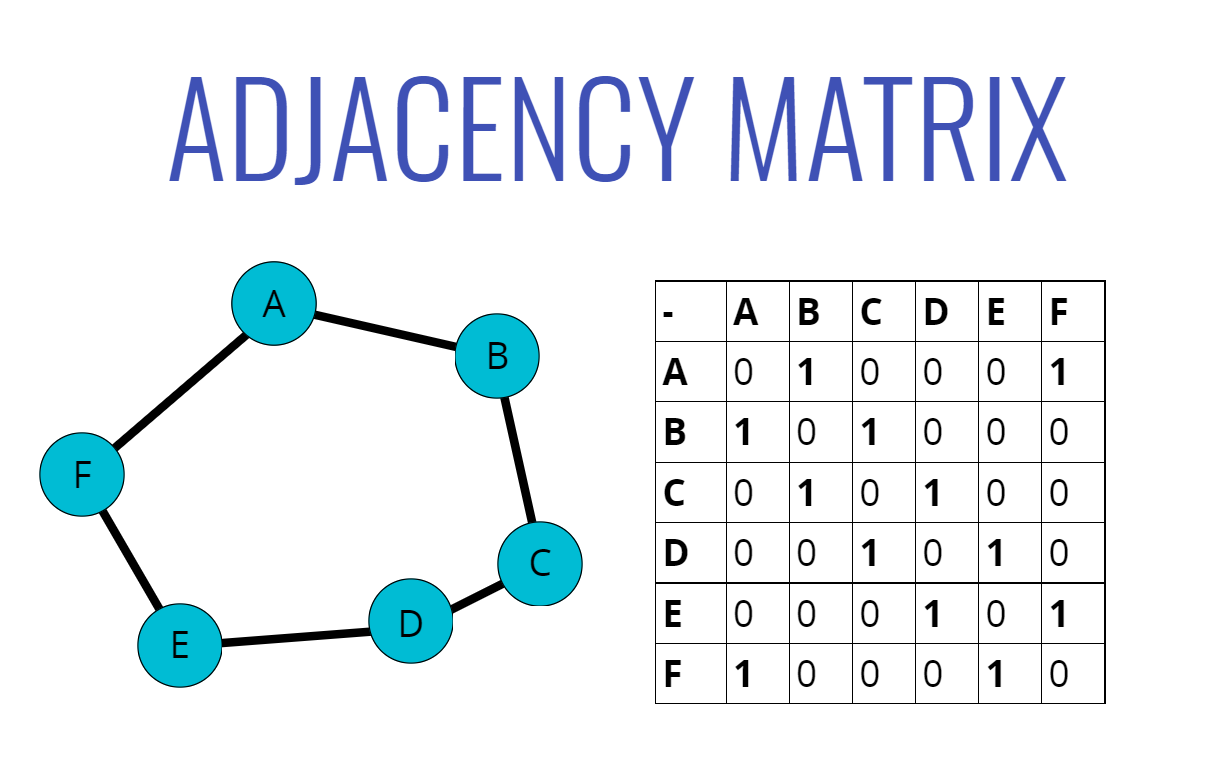 ADJACENCY MATRIX
A
B
F
C
D
E
- A B C D E F
A 0 1 0 0 0 1
B 1 0 1 0 0 0
C 0 1 0 1 0 0
D 0 0 1 0 1 0
E 0 0 0 1 0 1
F 1 0 0 0 1 0